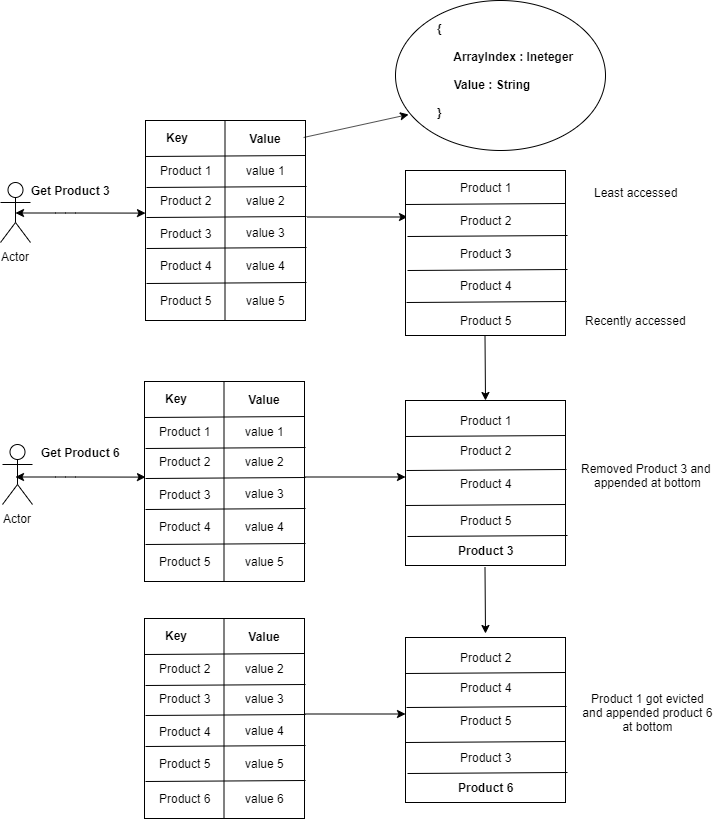 {
ArrayIndex : Ineteger
Value : String
}
Key Value
Product 1 value 1
Product 2 value 2
Product 3 value 3
Product 4 value 4
Product 5 value 5
Get Product 3
Actor
Product 1
Product 2
Product 3
Product 4
Product 5
Least accessed
Recently accessed
Key Value
Product 1 value 1
Product 2 value 2
Product 3 value 3
Product 4 value 4
Product 5 value 5
Get Product 6
Actor
Product 1
Product 2
Product 4
Product 5
Product 3
Removed Product 3 and
appended at bottom
Key Value
Product 2 value 2
Product 3 value 3
Product 4 value 4
Product 5 value 5
Product 6 value 6
Product 2
Product 4
Product 5
Product 3
Product 6
Product 1 got evicted
and appended product 6
at bottom